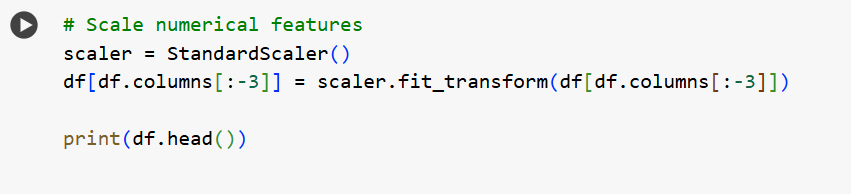 # Scale numerical features
scaler = StandardScaler()
df[df.columns[:-3]] = scaler.fit_transform(df[df.columns[:-3]])
print(df.head())